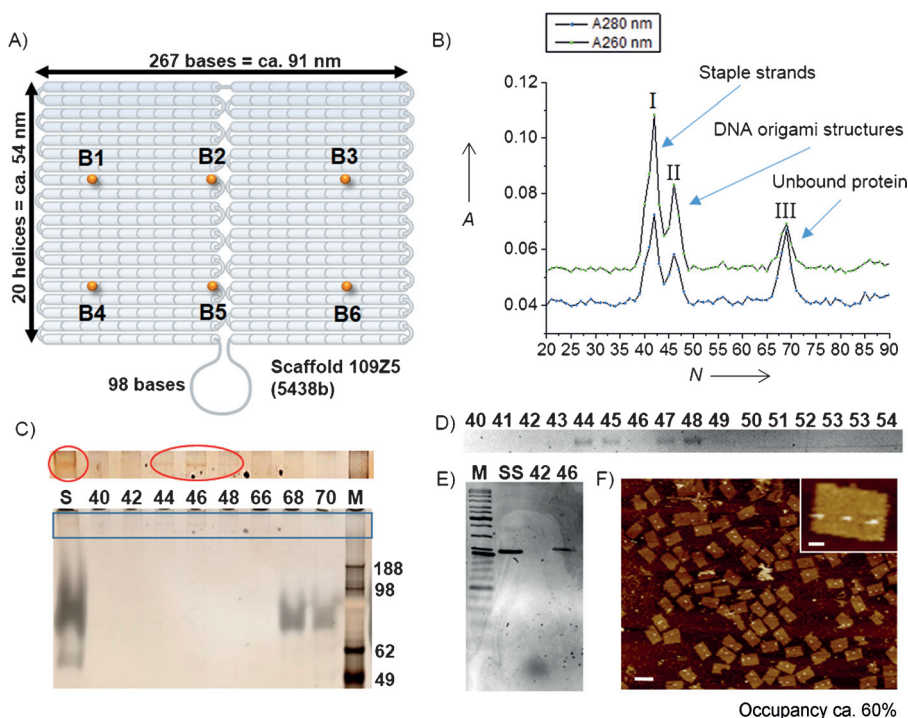 A)
267 bases = ca. 91 nm
20 helices = ca. 54 nm
B1 B2 B3
B4 B5 B6
98 bases
Scaffold 109Z5
(5438b)
B)
A280 nm
A260 nm
Staple strands
DNA origami structures
Unbound protein
I
II
III
0.12
0.10
0.08
0.06
0.04
A
20 25 30 35 40 45 50 55 60 65 70 75 80 85 90
N
C)
S 40 42 44 46 48 66 68 70 M
188
98
62
49
D)
40 41 42 43 44 45 46 47 48 49 50 51 52 53 53 54
E)
M SS 42 46
F)
Occupancy ca. 60%